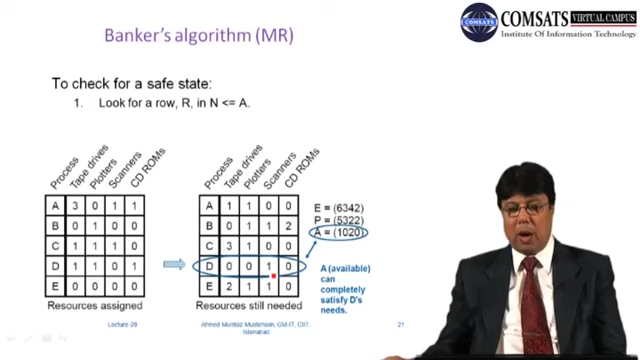 Banker's algorithm (MR)
COMSATS VIRTUAL CAMPUS
Institute Of Information Technology
To check for a safe state:
1. Look for a row, R, in N <= A.
Process Tape drives Plotters Scanners CD ROMs
A 3 0 1 1
B 0 1 0 0
C 1 1 1 0
D 1 1 0 1
E 0 0 0 0
Resources assigned
Process Tape drives Plotters Scanners CD ROMs
A 1 1 0 0
B 0 1 1 2
C 3 1 0 0
D 0 0 1 0
E 2 1 1 0
Resources still needed
E = (6342)
P = (5322)
A = (1020)
A (available)
can
completely
satisfy D's
needs.
Lecture-29
Ahmed Mumtaz Mustehsan, GM-IT, CIIT,
Islamabad
21